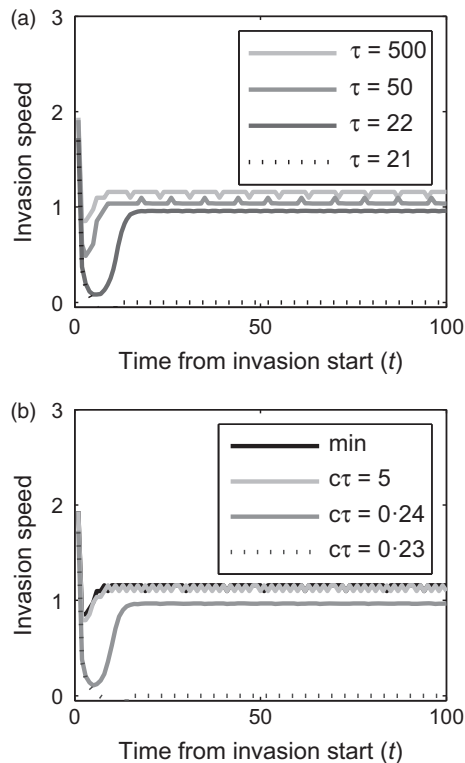 (a)
3
2
1
0
Invasion speed
τ = 500
τ = 50
τ = 22
τ = 21
0
50
100
Time from invasion start (t)
(b)
3
2
1
0
Invasion speed
min
cτ = 5
cτ = 0·24
cτ = 0·23
0
50
100
Time from invasion start (t)